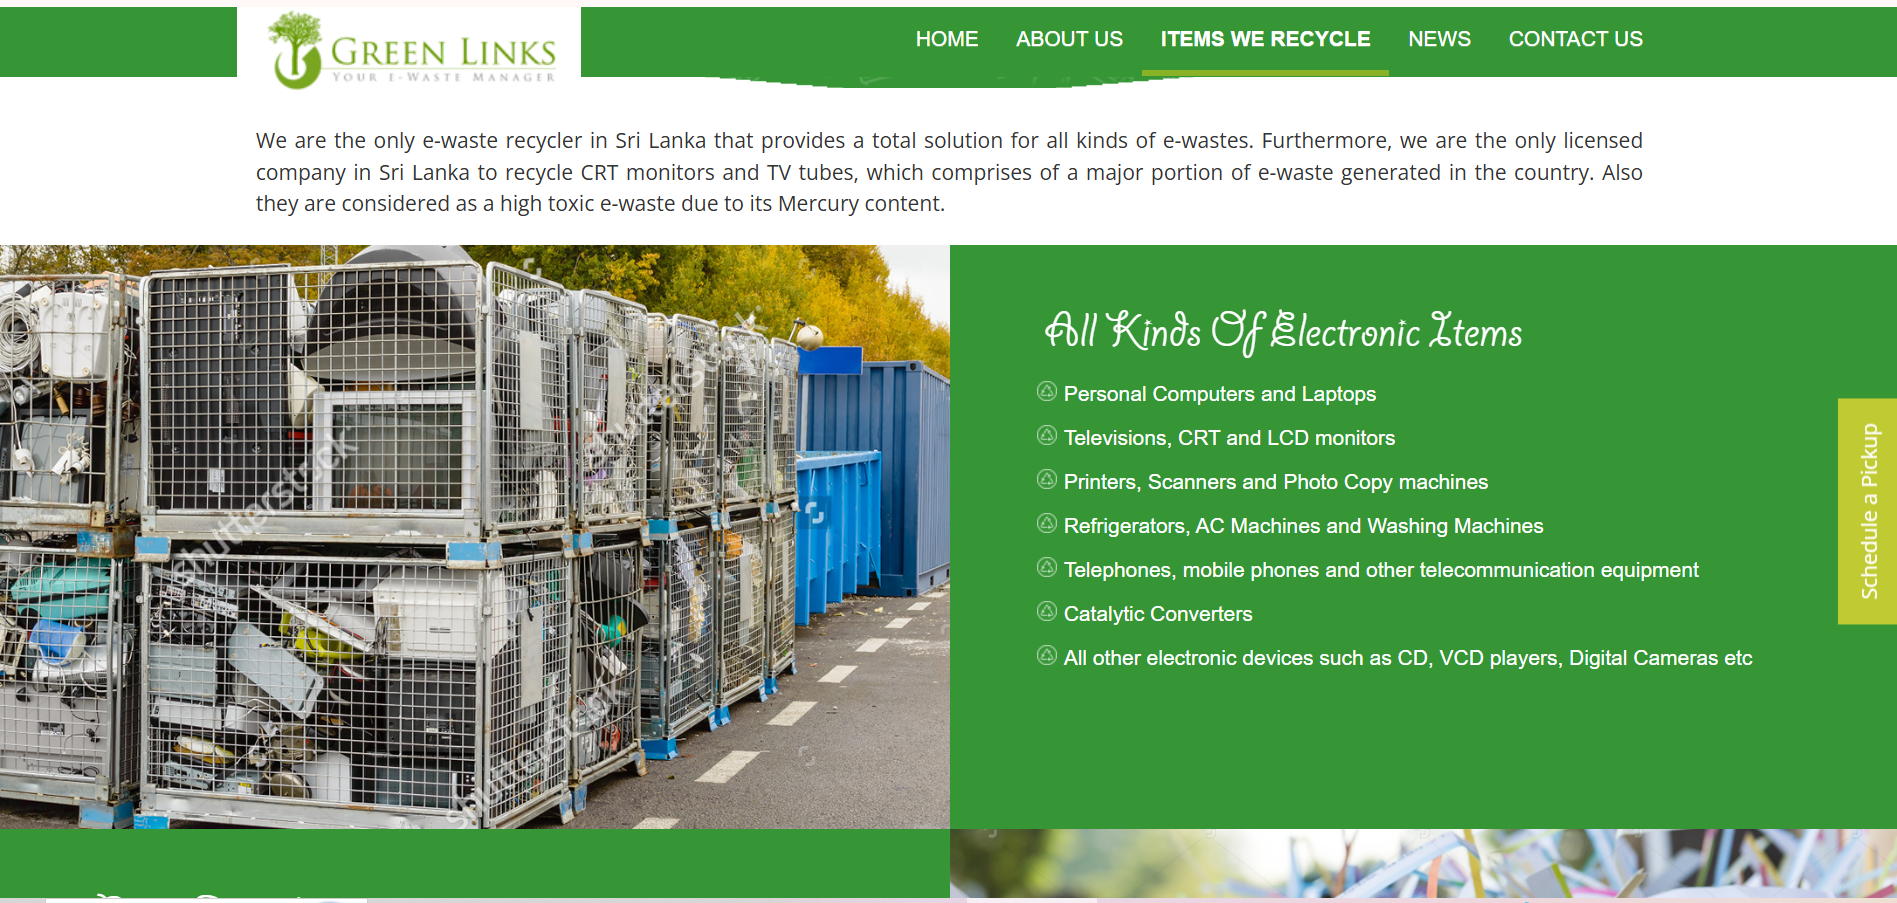 GREEN LINKS
YOUR E-WASTE MANAGER
HOME
ABOUT US
ITEMS WE RECYCLE
NEWS
CONTACT US
We are the only e-waste recycler in Sri Lanka that provides a total solution for all kinds of e-wastes. Furthermore, we are the only licensed
company in Sri Lanka to recycle CRT monitors and TV tubes, which comprises of a major portion of e-waste generated in the country. Also
they are considered as a high toxic e-waste due to its Mercury content.
All Kinds Of Electronic Items
Personal Computers and Laptops
Televisions, CRT and LCD monitors
Printers, Scanners and Photo Copy machines
Refrigerators, AC Machines and Washing Machines
Telephones, mobile phones and other telecommunication equipment
Catalytic Converters
All other electronic devices such as CD, VCD players, Digital Cameras etc
Schedule a Pickup
shutterstock
shutterstock
shutterstock